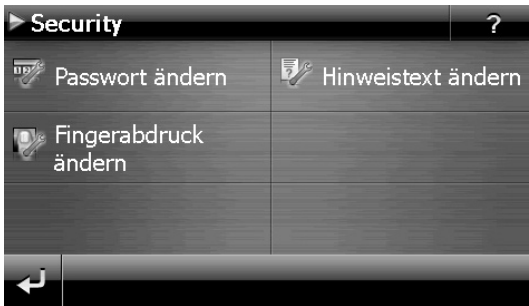 Security
?
Passwort ändern
Hinweistext ändern
Fingerabdruck
ändern